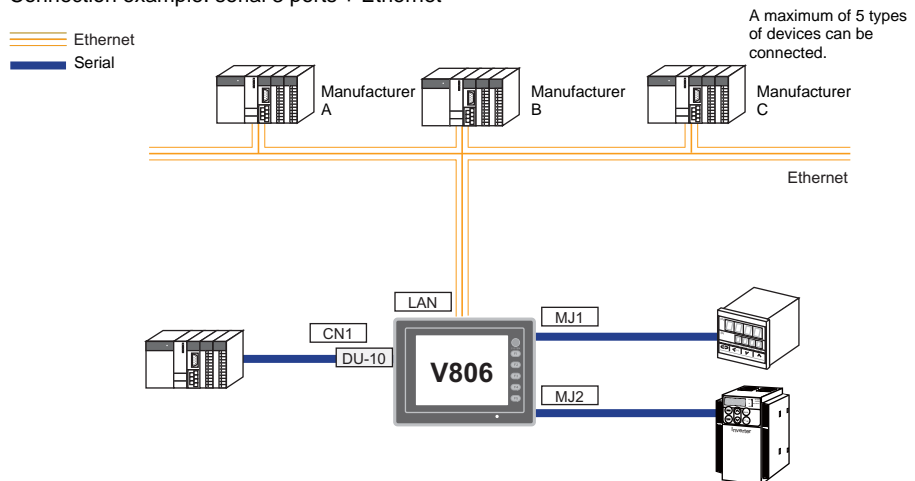 Connection example: serial 3 ports + Ethernet
Ethernet
Serial
A maximum of 5 types
of devices can be
connected.
Manufacturer
A
Manufacturer
B
Manufacturer
C
Ethernet
LAN
CN1
DU-10
V806
MJ1
MJ2